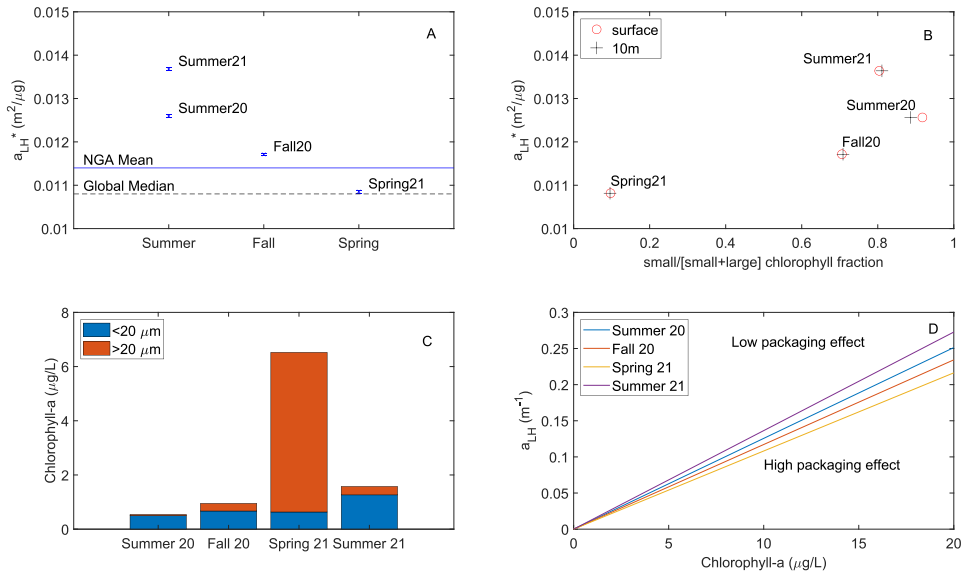 0.015
0.014
0.013
0.012
0.011
0.01
a_LH* (m²/μg)
A
Summer21
Summer20
Fall20
NGA Mean
Global Median
Spring21
Summer
Fall
Spring
0.015
0.014
0.013
0.012
0.011
0.01
a_LH* (m²/μg)
surface
10m
B
Summer21
Summer20
Fall20
Spring21
0
0.2
0.4
0.6
0.8
1
small/[small+large] chlorophyll fraction
8
6
4
2
0
Chlorophyll-a (μg/L)
<20 μm
>20 μm
C
Summer 20
Fall 20
Spring 21
Summer 21
0.3
0.25
0.2
0.15
0.1
0.05
0
a_LH (m⁻¹)
Summer 20
Fall 20
Spring 21
Summer 21
D
Low packaging effect
High packaging effect
0
5
10
15
20
Chlorophyll-a (μg/L)